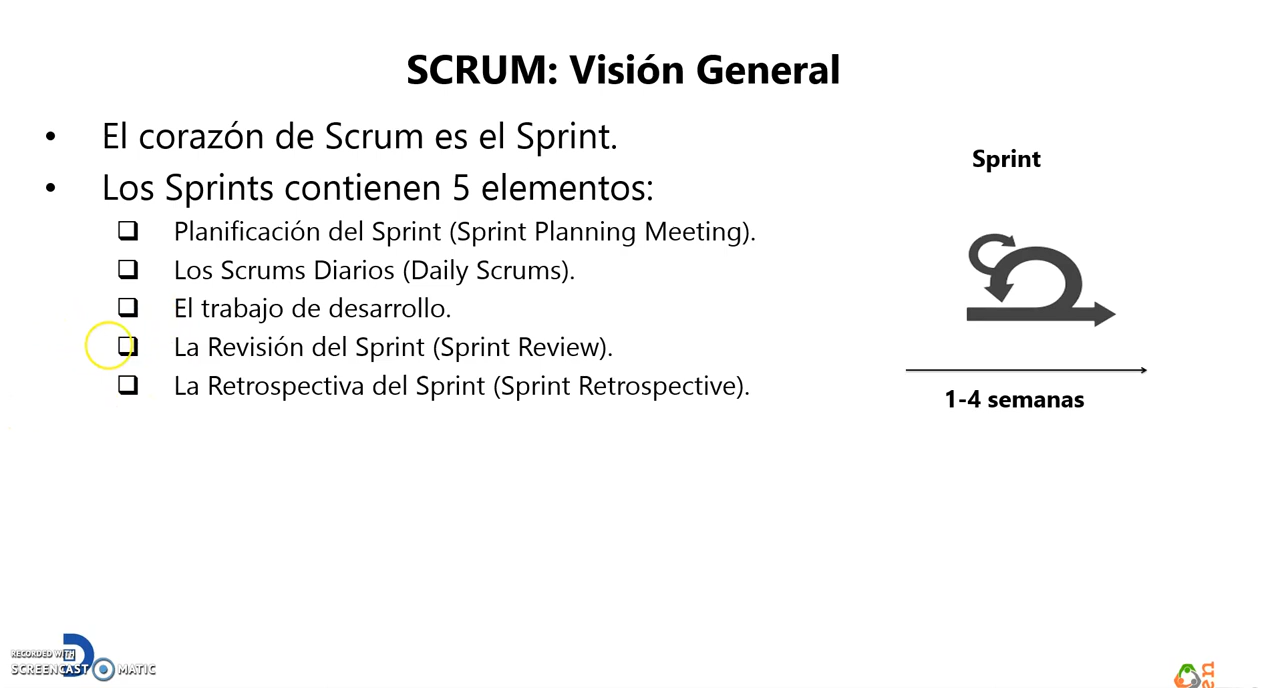 SCRUM: Visión General
• El corazón de Scrum es el Sprint.
• Los Sprints contienen 5 elementos:
❑ Planificación del Sprint (Sprint Planning Meeting).
❑ Los Scrums Diarios (Daily Scrums).
❑ El trabajo de desarrollo.
❑ La Revisión del Sprint (Sprint Review).
❑ La Retrospectiva del Sprint (Sprint Retrospective).
Sprint
1-4 semanas
RECORDED WITH
SCREENCAST MATIC